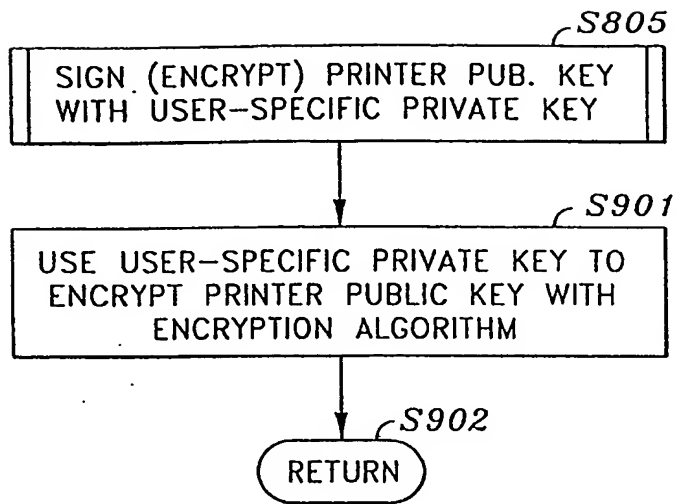 S805
SIGN (ENCRYPT) PRINTER PUB. KEY
WITH USER-SPECIFIC PRIVATE KEY
S901
USE USER-SPECIFIC PRIVATE KEY TO
ENCRYPT PRINTER PUBLIC KEY WITH
ENCRYPTION ALGORITHM
S902
RETURN